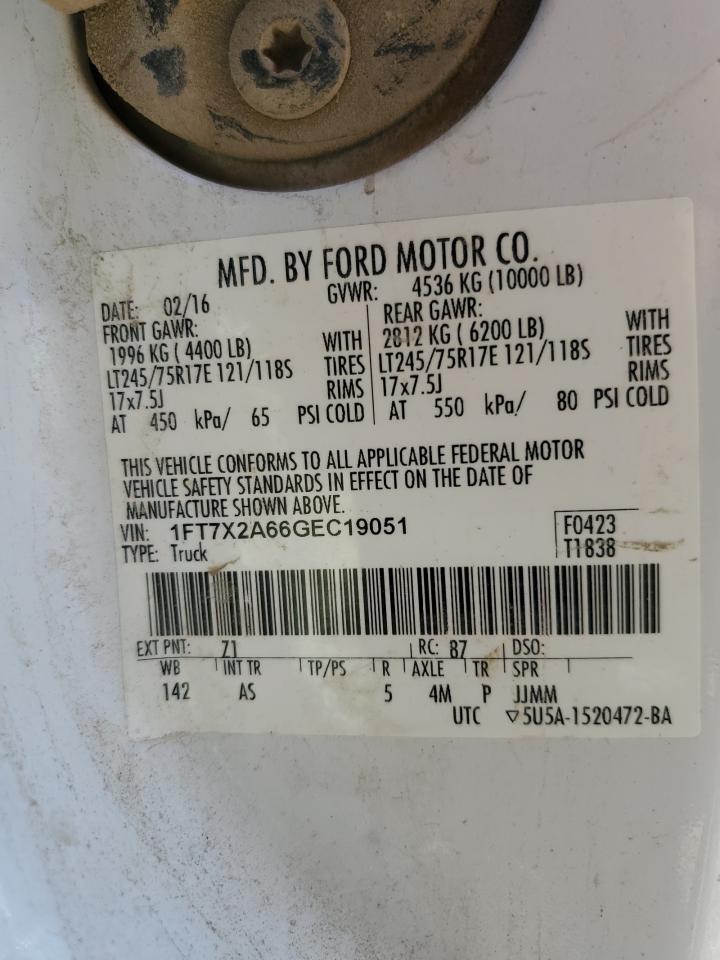 MFD. BY FORD MOTOR CO.
DATE: 02/16 GVWR: 4536 KG (10000 LB)
FRONT GAWR: REAR GAWR:
1996 KG ( 4400 LB) WITH 2812 KG ( 6200 LB) WITH
LT245/75R17E 121/118S TIRES LT245/75R17E 121/118S TIRES
17x7.5J RIMS 17x7.5J RIMS
AT 450 kPa/ 65 PSI COLD AT 550 kPa/ 80 PSI COLD
THIS VEHICLE CONFORMS TO ALL APPLICABLE FEDERAL MOTOR
VEHICLE SAFETY STANDARDS IN EFFECT ON THE DATE OF
MANUFACTURE SHOWN ABOVE.
VIN: 1FT7X2A66GEC19051 F0423
TYPE: Truck T1838
EXT PNT: Z1 RC: 87 DSO:
WB INT TR TP/PS R AXLE TR SPR
142 AS 5 4M P JJMM
UTC ▽5U5A-1520472-BA